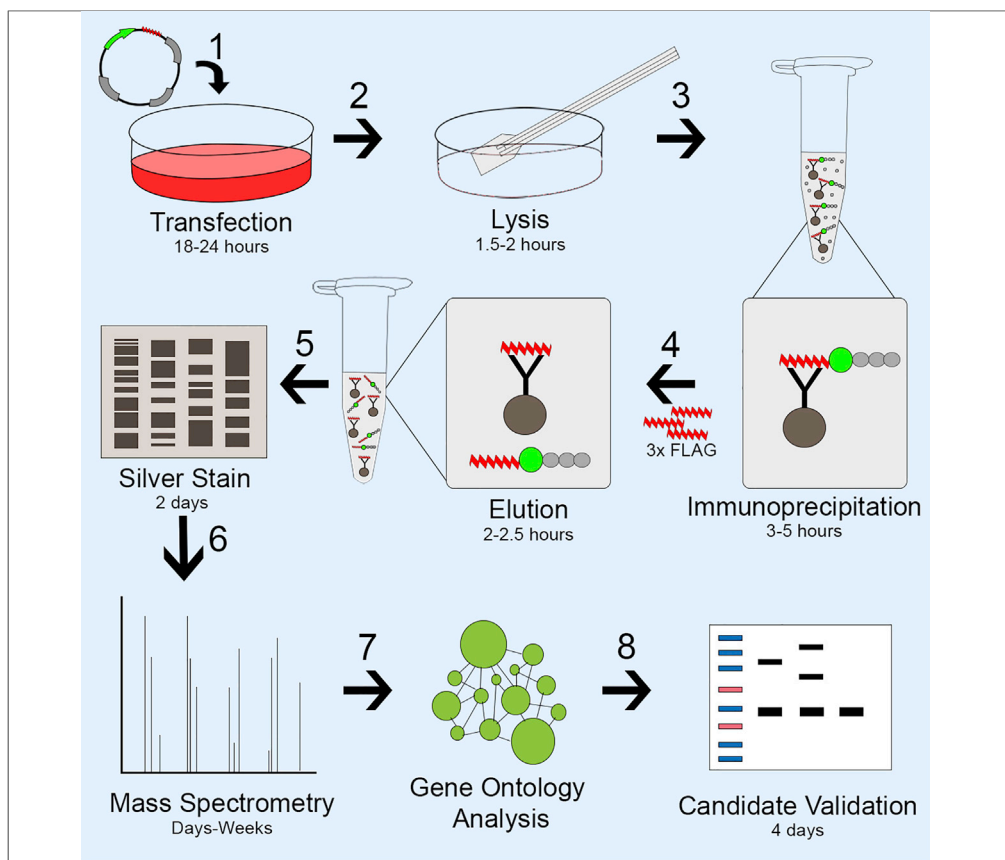 1
Transfection
18-24 hours
2
Lysis
1.5-2 hours
3
Immunoprecipitation
3-5 hours
4
3x FLAG
Elution
2-2.5 hours
5
Silver Stain
2 days
6
Mass Spectrometry
Days-Weeks
7
Gene Ontology
Analysis
8
Candidate Validation
4 days